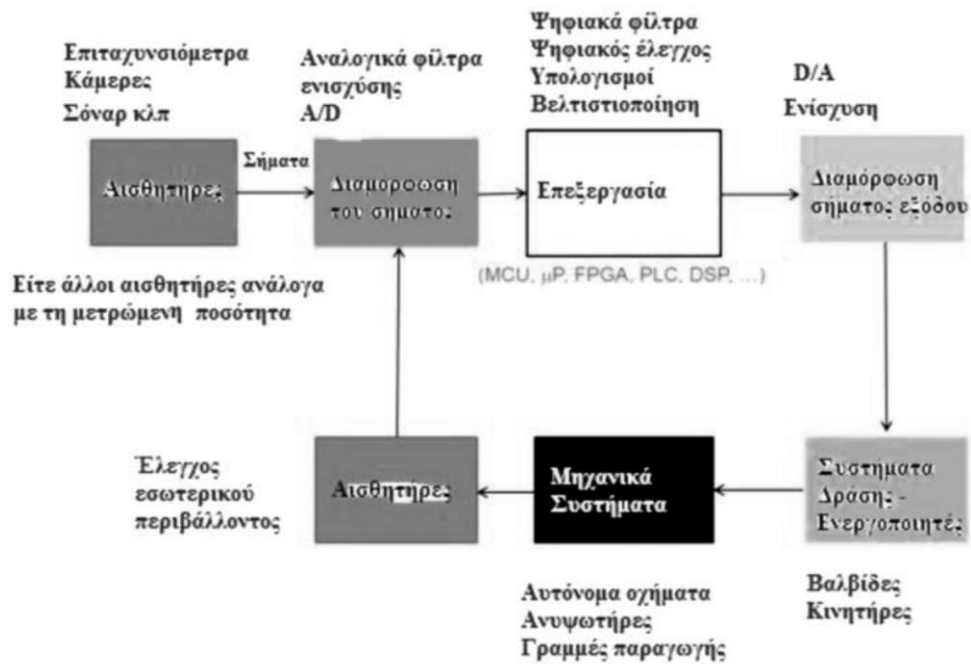 Επιταχυνσιόμετρα
Κάμερες
Σόναρ κλπ
Αναλογικά φίλτρα
ενισχύσης
A/D
Ψηφιακά φίλτρα
Ψηφιακός έλεγχος
Υπολογισμοί
Βελτιστιοποίηση
D/A
Ενίσχυση
Αισθητηρες
Σήματα
Διαμορφωση
του σηματος
Επεξεργασία
Διαμόρφωση
σήματος εξόδου
(MCU, μP, FPGA, PLC, DSP, ...)
Είτε άλλοι αισθητήρες ανάλογα
με τη μετρώμενη ποσότητα
Έλεγχος
εσωτερικού
περιβάλλοντος
Αισθητήρες
Μηχανικά
Συστήματα
Συστήματα
Δράσης -
Ενεργοποιητές
Αυτόνομα οχήματα
Ανυψωτήρες
Γραμμές παραγωγής
Βαλβίδες
Κινητήρες